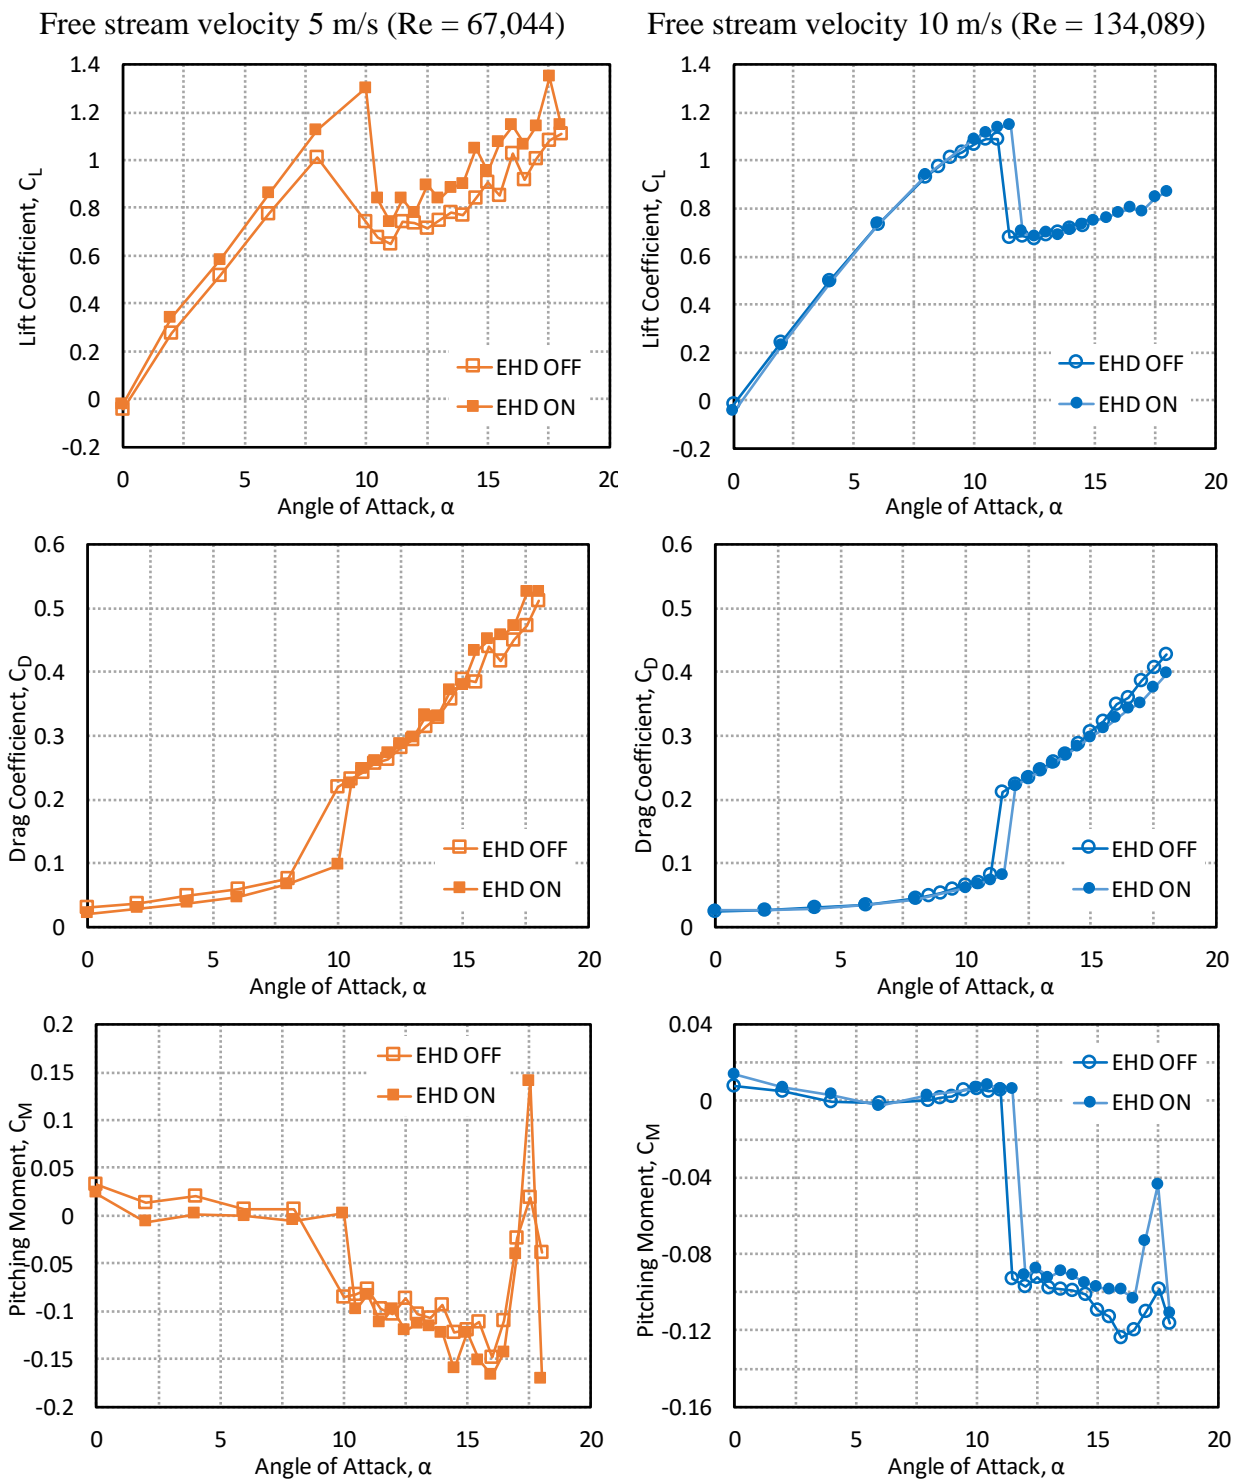 Free stream velocity 5 m/s (Re = 67,044)
Free stream velocity 10 m/s (Re = 134,089)
1.4
1.2
1
0.8
0.6
0.4
0.2
0
-0.2
Lift Coefficient, C_L
EHD OFF
EHD ON
0 5 10 15 20
Angle of Attack, α
1.4
1.2
1
0.8
0.6
0.4
0.2
0
-0.2
Lift Coefficient, C_L
EHD OFF
EHD ON
0 5 10 15 20
Angle of Attack, α
0.6
0.5
0.4
0.3
0.2
0.1
0
Drag Coefficienct, C_D
EHD OFF
EHD ON
0 5 10 15 20
Angle of Attack, α
0.6
0.5
0.4
0.3
0.2
0.1
0
Drag Coefficient, C_D
EHD OFF
EHD ON
0 5 10 15 20
Angle of Attack, α
0.2
0.15
0.1
0.05
0
-0.05
-0.1
-0.15
-0.2
Pitching Moment, C_M
EHD OFF
EHD ON
0 5 10 15 20
Angle of Attack, α
0.04
0
-0.04
-0.08
-0.12
-0.16
Pitching Moment, C_M
EHD OFF
EHD ON
0 5 10 15 20
Angle of Attack, α